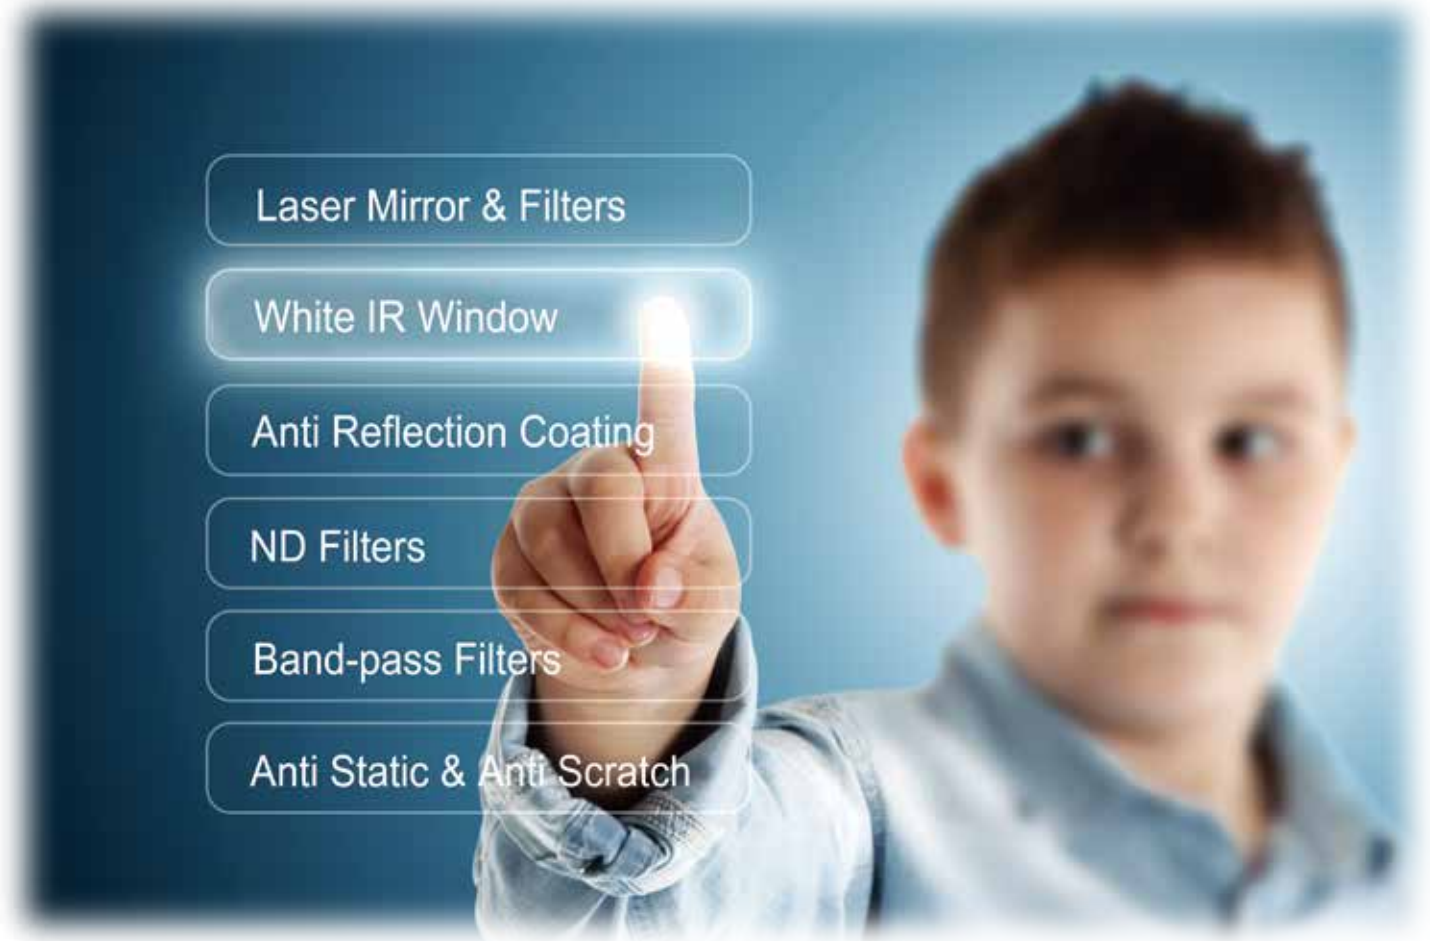 Laser Mirror & Filters
White IR Window
Anti Reflection Coating
ND Filters
Band-pass Filters
Anti Static & Anti Scratch